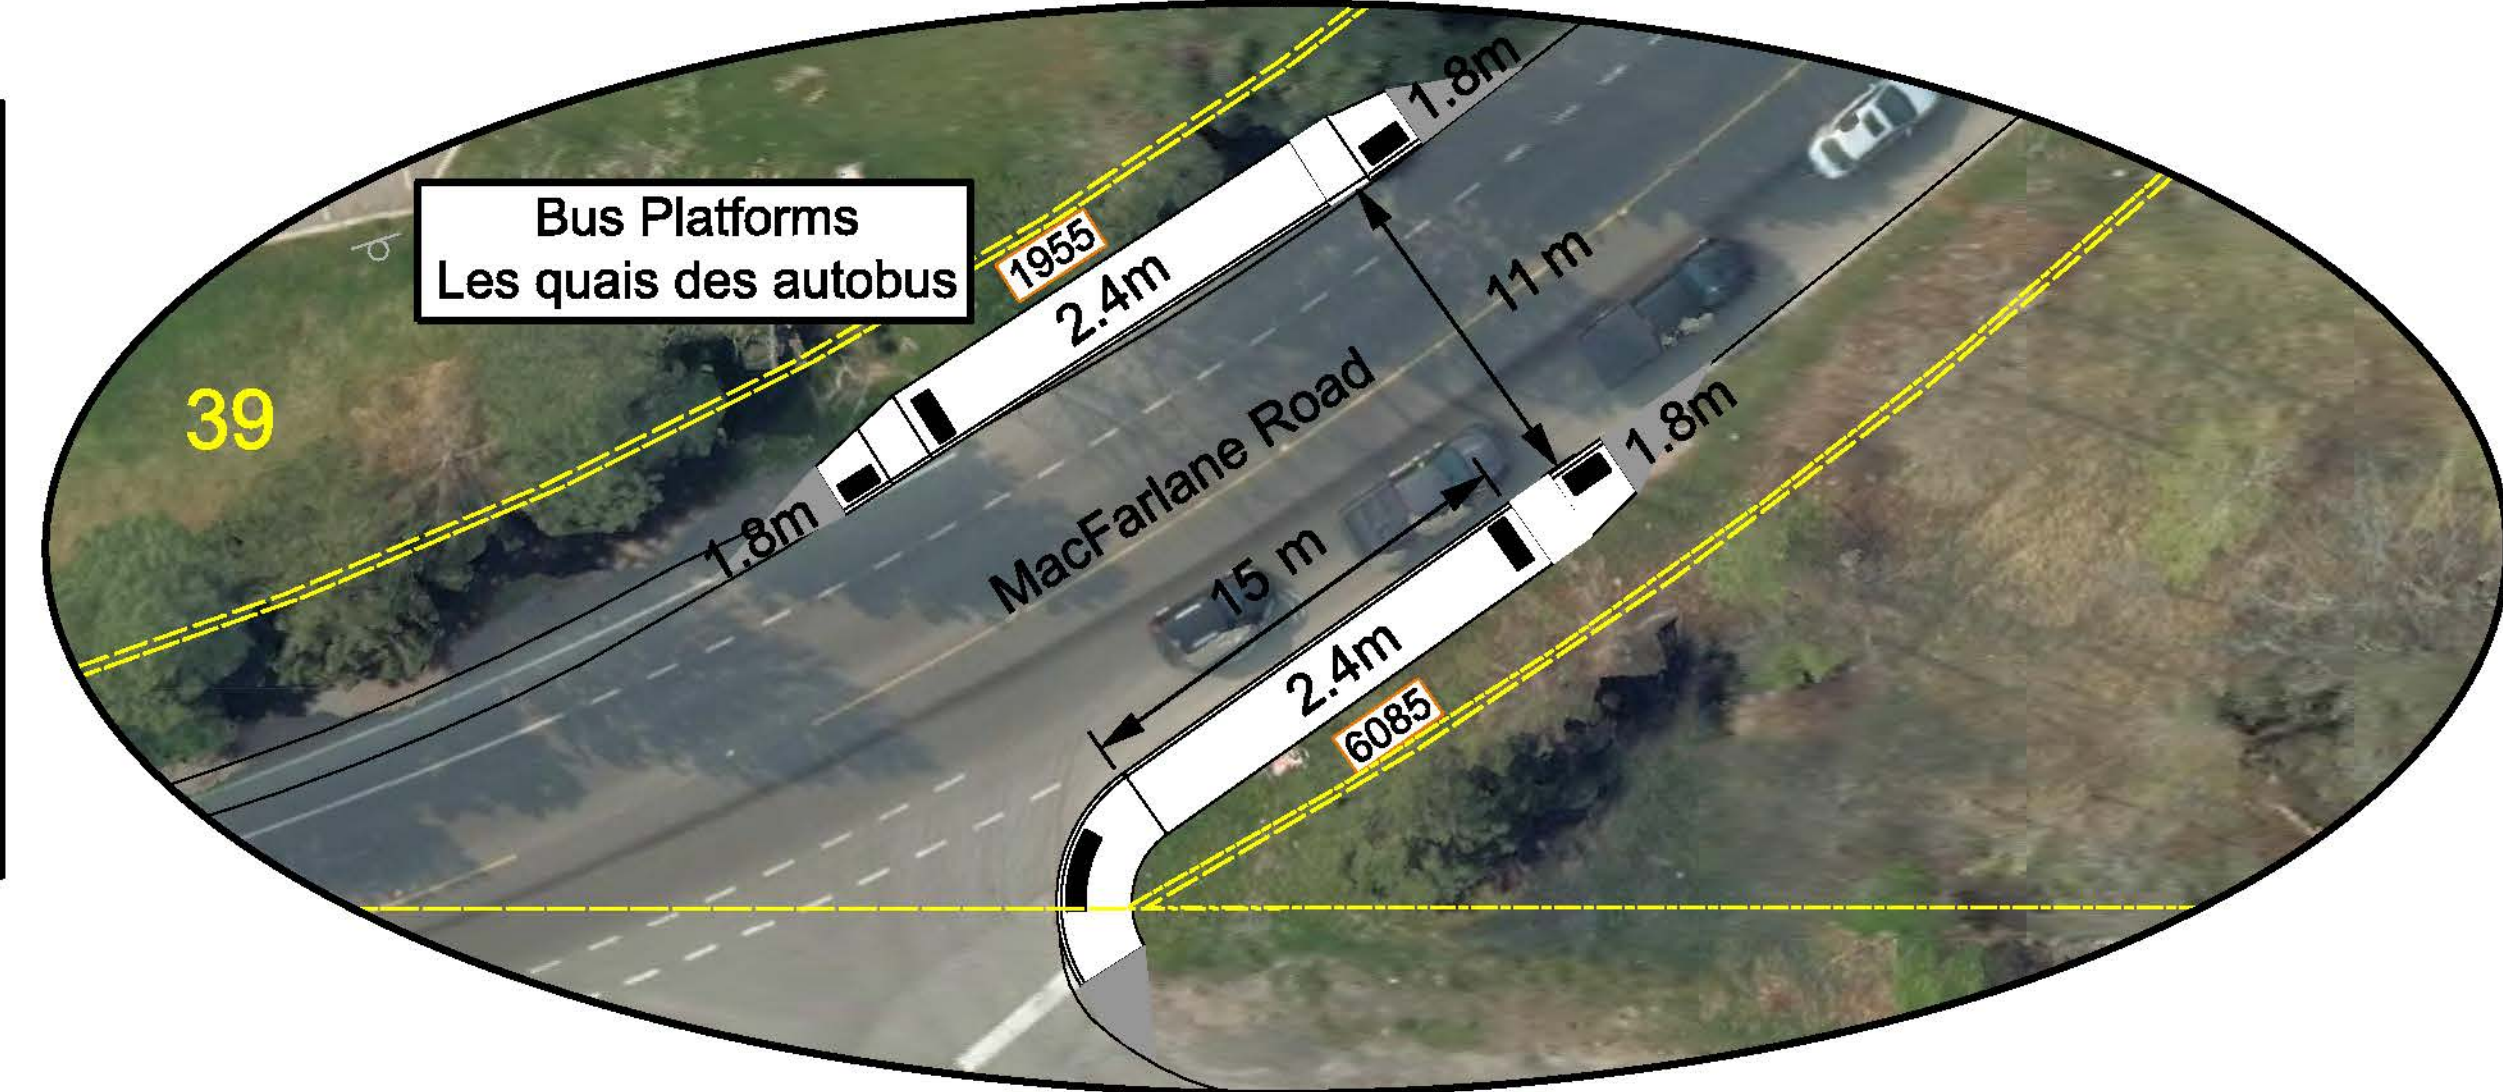 1.8m
Bus Platforms
Les quais des autobus
1955
2.4m
11 m
39
1.8m
MacFarlane Road
1.8m
15 m
2.4m
6085